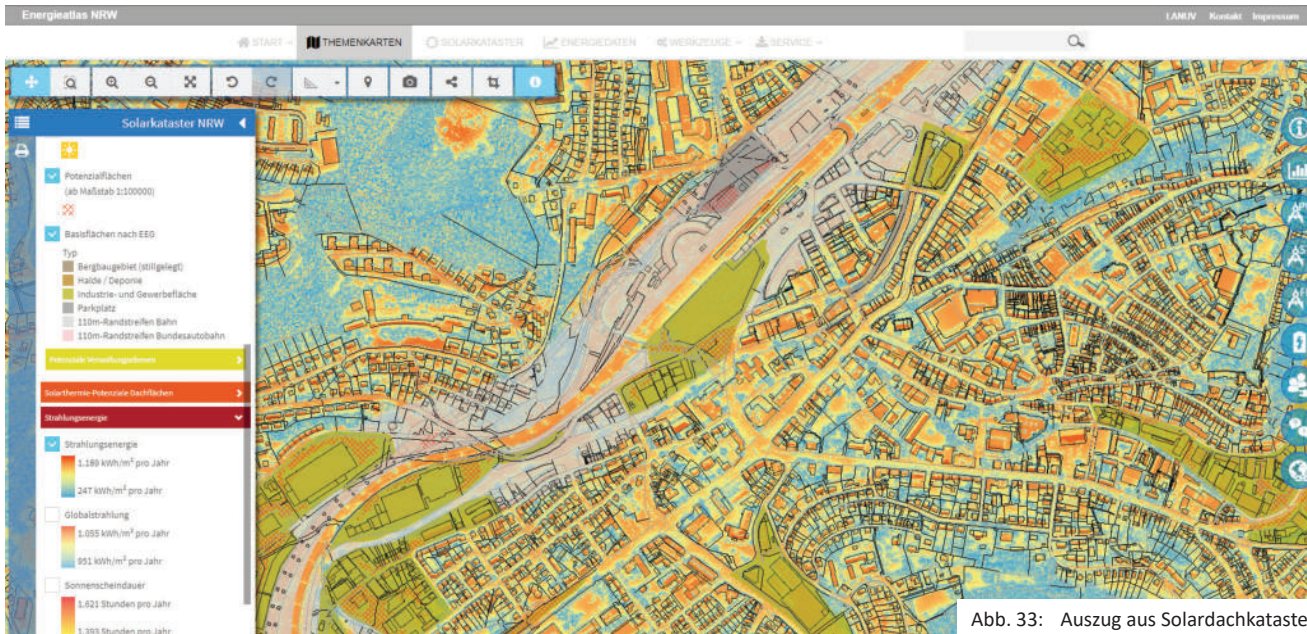 Energieatlas NRW
LANUV Kontakt Impressum
START
THEMENKARTEN
SOLARKATASTER
ENERGIEDATEN
WERKZEUGE
SERVICE
Solarkataster NRW
Potenzialflächen
(ab Maßstab 1:100000)
Basisflächen nach EEG
Typ
Bergbaugebiet (stillgelegt)
Halde / Deponie
Industrie- und Gewerbefläche
Parkplatz
110m-Randstreifen Bahn
110m-Randstreifen Bundesautobahn
Potenziale Verwaltungsebenen
Solarthermie-Potenziale Dachflächen
Strahlungsenergie
Strahlungsenergie
1.189 kWh/m² pro Jahr
247 kWh/m² pro Jahr
Globalstrahlung
1.055 kWh/m² pro Jahr
951 kWh/m² pro Jahr
Sonnenscheindauer
1.621 Stunden pro Jahr
1.393 Stunden pro Jahr
Abb. 33: Auszug aus Solardachkataste